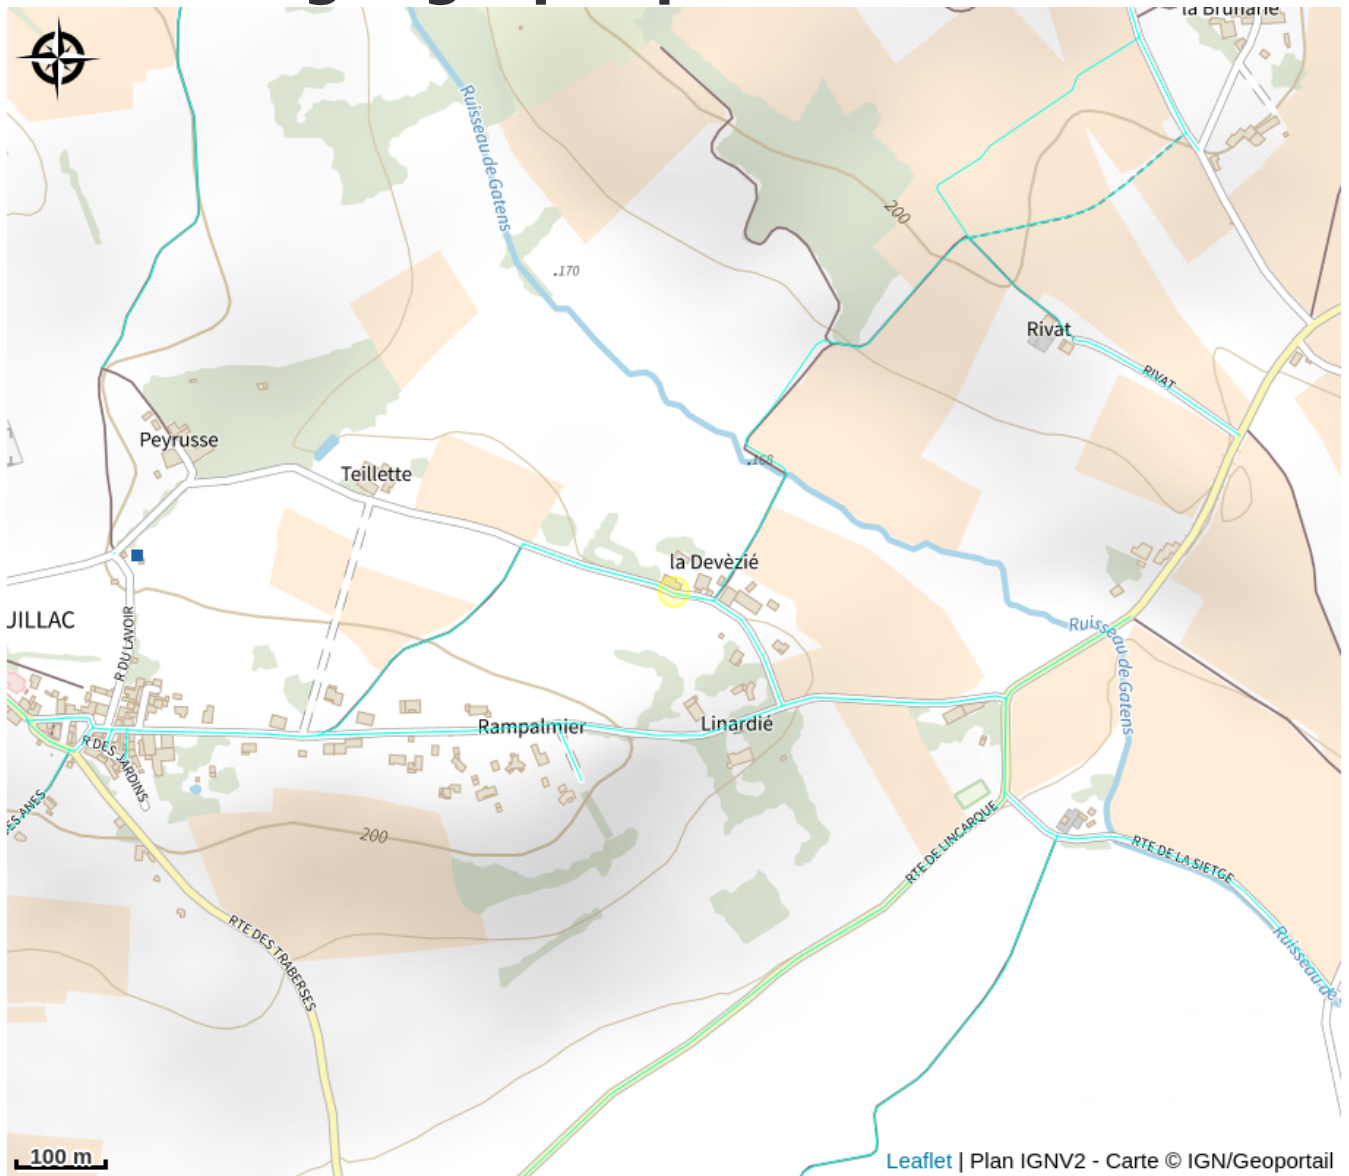 la Brunarié
Ruisseau de Gatens
200
.170
Rivat
RIVAT
Peyrusse
Teillette
.168
la Devèzié
UILLAC
R DU LAVOIR
Ruisseau de Gatens
Rampalmier
Linardié
R DES JARDINS
ES ANES
200
RTE DE LINCARQUE
RTE DE LA SIETGE
RTE DES TRABERSES
Ruisseau de
100 m
Leaflet | Plan IGNV2 - Carte © IGN/Geoportail